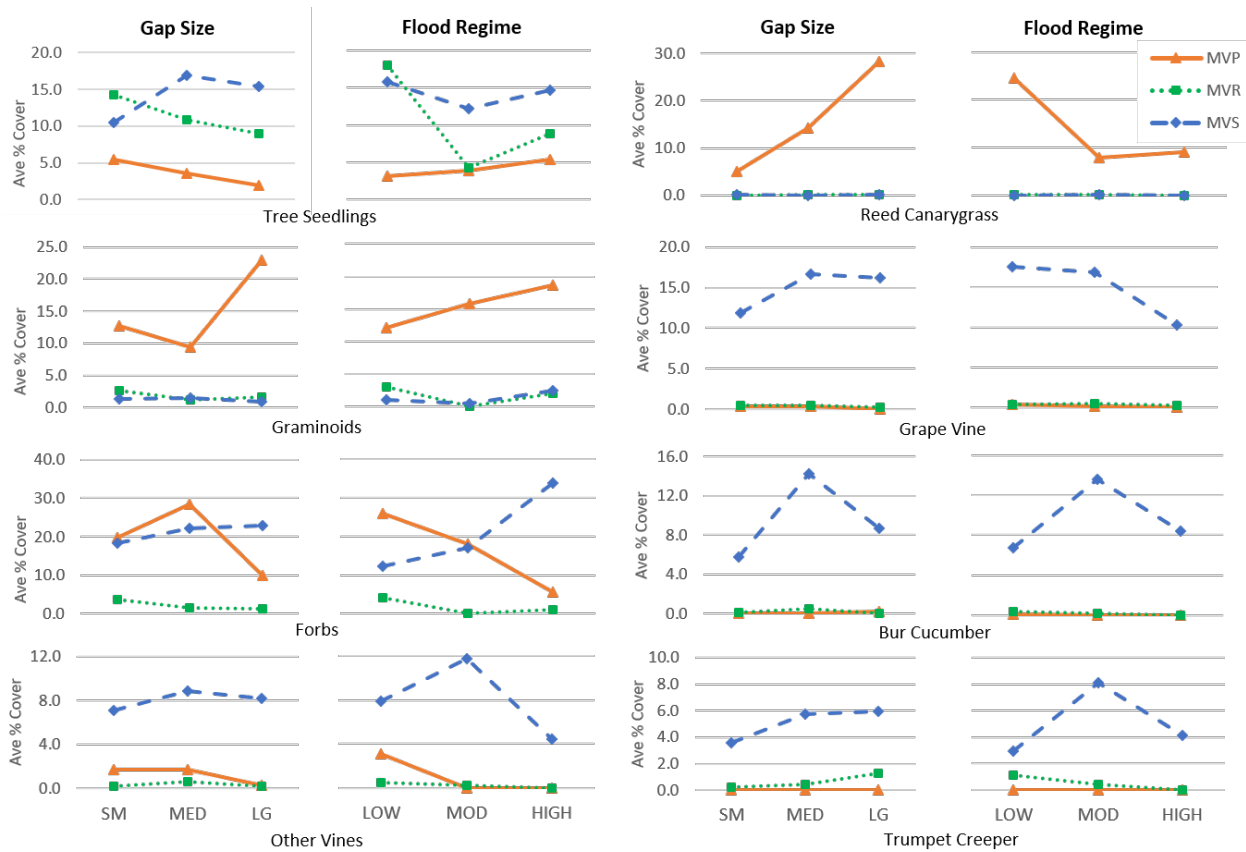 Gap Size
Flood Regime
Gap Size
Flood Regime
MVP
MVR
MVS
Ave % Cover
20.0
15.0
10.0
5.0
0.0
Tree Seedlings
Ave % Cover
30.0
20.0
10.0
0.0
Reed Canarygrass
Ave % Cover
25.0
20.0
15.0
10.0
5.0
0.0
Graminoids
Ave % Cover
20.0
15.0
10.0
5.0
0.0
Grape Vine
Ave % Cover
40.0
30.0
20.0
10.0
0.0
Forbs
Ave % Cover
16.0
12.0
8.0
4.0
0.0
Bur Cucumber
Ave % Cover
12.0
8.0
4.0
0.0
SM MED LG
LOW MOD HIGH
Other Vines
Ave % Cover
10.0
8.0
6.0
4.0
2.0
0.0
SM MED LG
LOW MOD HIGH
Trumpet Creeper